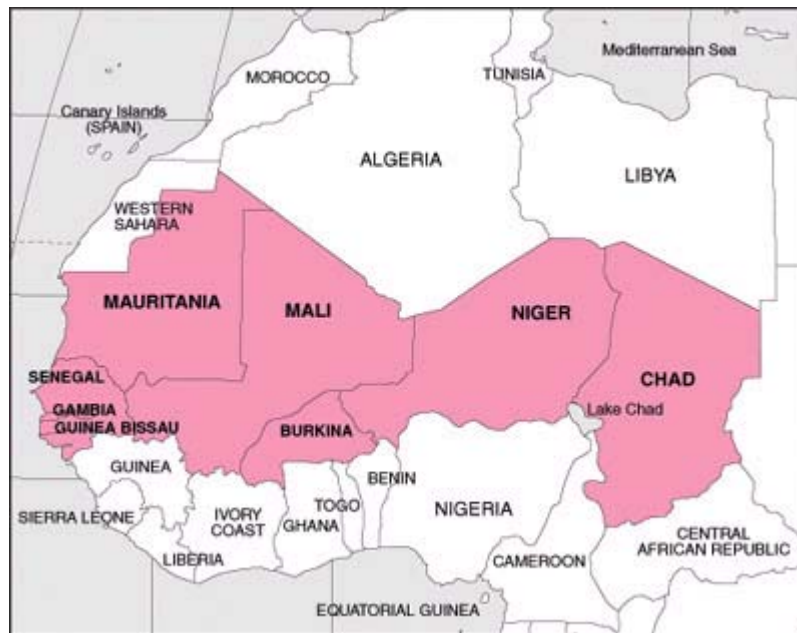 Mediterranean Sea
MOROCCO
TUNISIA
Canary Islands
(SPAIN)
ALGERIA
LIBYA
WESTERN
SAHARA
MAURITANIA
MALI
NIGER
CHAD
SENEGAL
GAMBIA
GUINEA BISSAU
BURKINA
Lake Chad
GUINEA
BENIN
NIGERIA
SIERRA LEONE
IVORY
COAST
GHANA
TOGO
LIBERIA
CAMEROON
CENTRAL
AFRICAN REPUBLIC
EQUATORIAL GUINEA